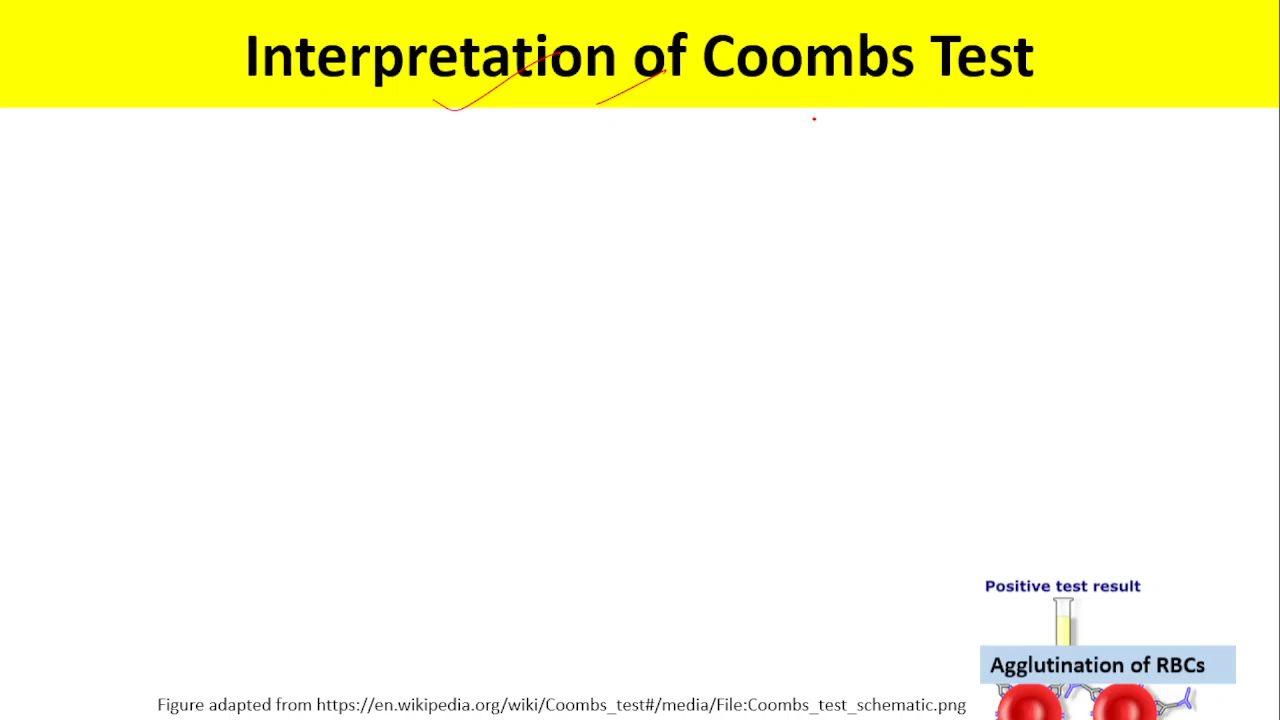 Interpretation of Coombs Test
Positive test result
Agglutination of RBCs
Figure adapted from https://en.wikipedia.org/wiki/Coombs_test#/media/File:Coombs_test_schematic.png